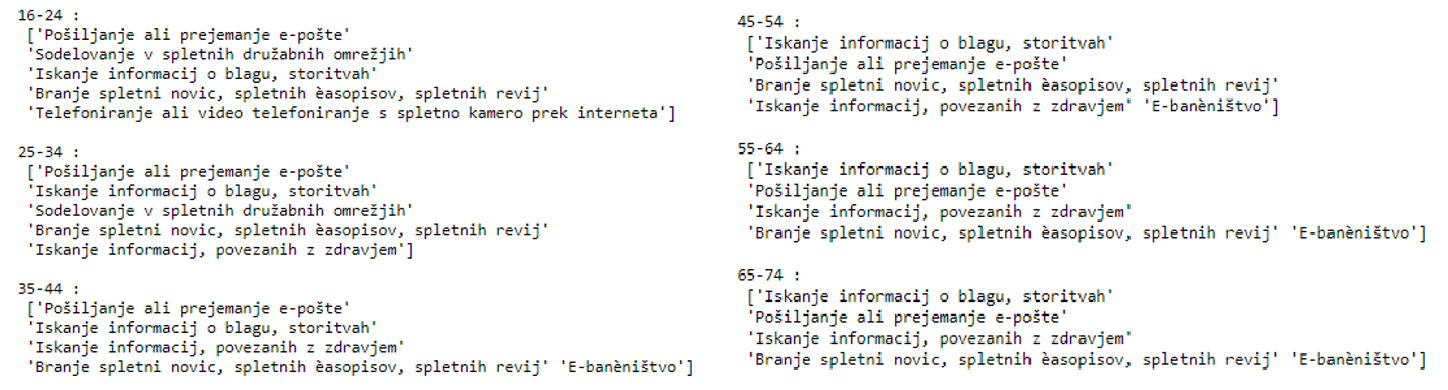 16-24 :
['Pošiljanje ali prejemanje e-pošte'
'Sodelovanje v spletnih družabnih omrežjih'
'Iskanje informacij o blagu, storitvah'
'Branje spletni novic, spletnih èasopisov, spletnih revij'
'Telefoniranje ali video telefoniranje s spletno kamero prek interneta']
25-34 :
['Pošiljanje ali prejemanje e-pošte'
'Iskanje informacij o blagu, storitvah'
'Sodelovanje v spletnih družabnih omrežjih'
'Branje spletni novic, spletnih èasopisov, spletnih revij'
'Iskanje informacij, povezanih z zdravjem']
35-44 :
['Pošiljanje ali prejemanje e-pošte'
'Iskanje informacij o blagu, storitvah'
'Iskanje informacij, povezanih z zdravjem'
'Branje spletni novic, spletnih èasopisov, spletnih revij' 'E-banèništvo']
45-54 :
['Iskanje informacij o blagu, storitvah'
'Pošiljanje ali prejemanje e-pošte'
'Branje spletni novic, spletnih èasopisov, spletnih revij'
'Iskanje informacij, povezanih z zdravjem' 'E-banèništvo']
55-64 :
['Iskanje informacij o blagu, storitvah'
'Pošiljanje ali prejemanje e-pošte'
'Iskanje informacij, povezanih z zdravjem'
'Branje spletni novic, spletnih èasopisov, spletnih revij' 'E-banèništvo']
65-74 :
['Iskanje informacij o blagu, storitvah'
'Pošiljanje ali prejemanje e-pošte'
'Iskanje informacij, povezanih z zdravjem'
'Branje spletni novic, spletnih èasopisov, spletnih revij' 'E-banèništvo']